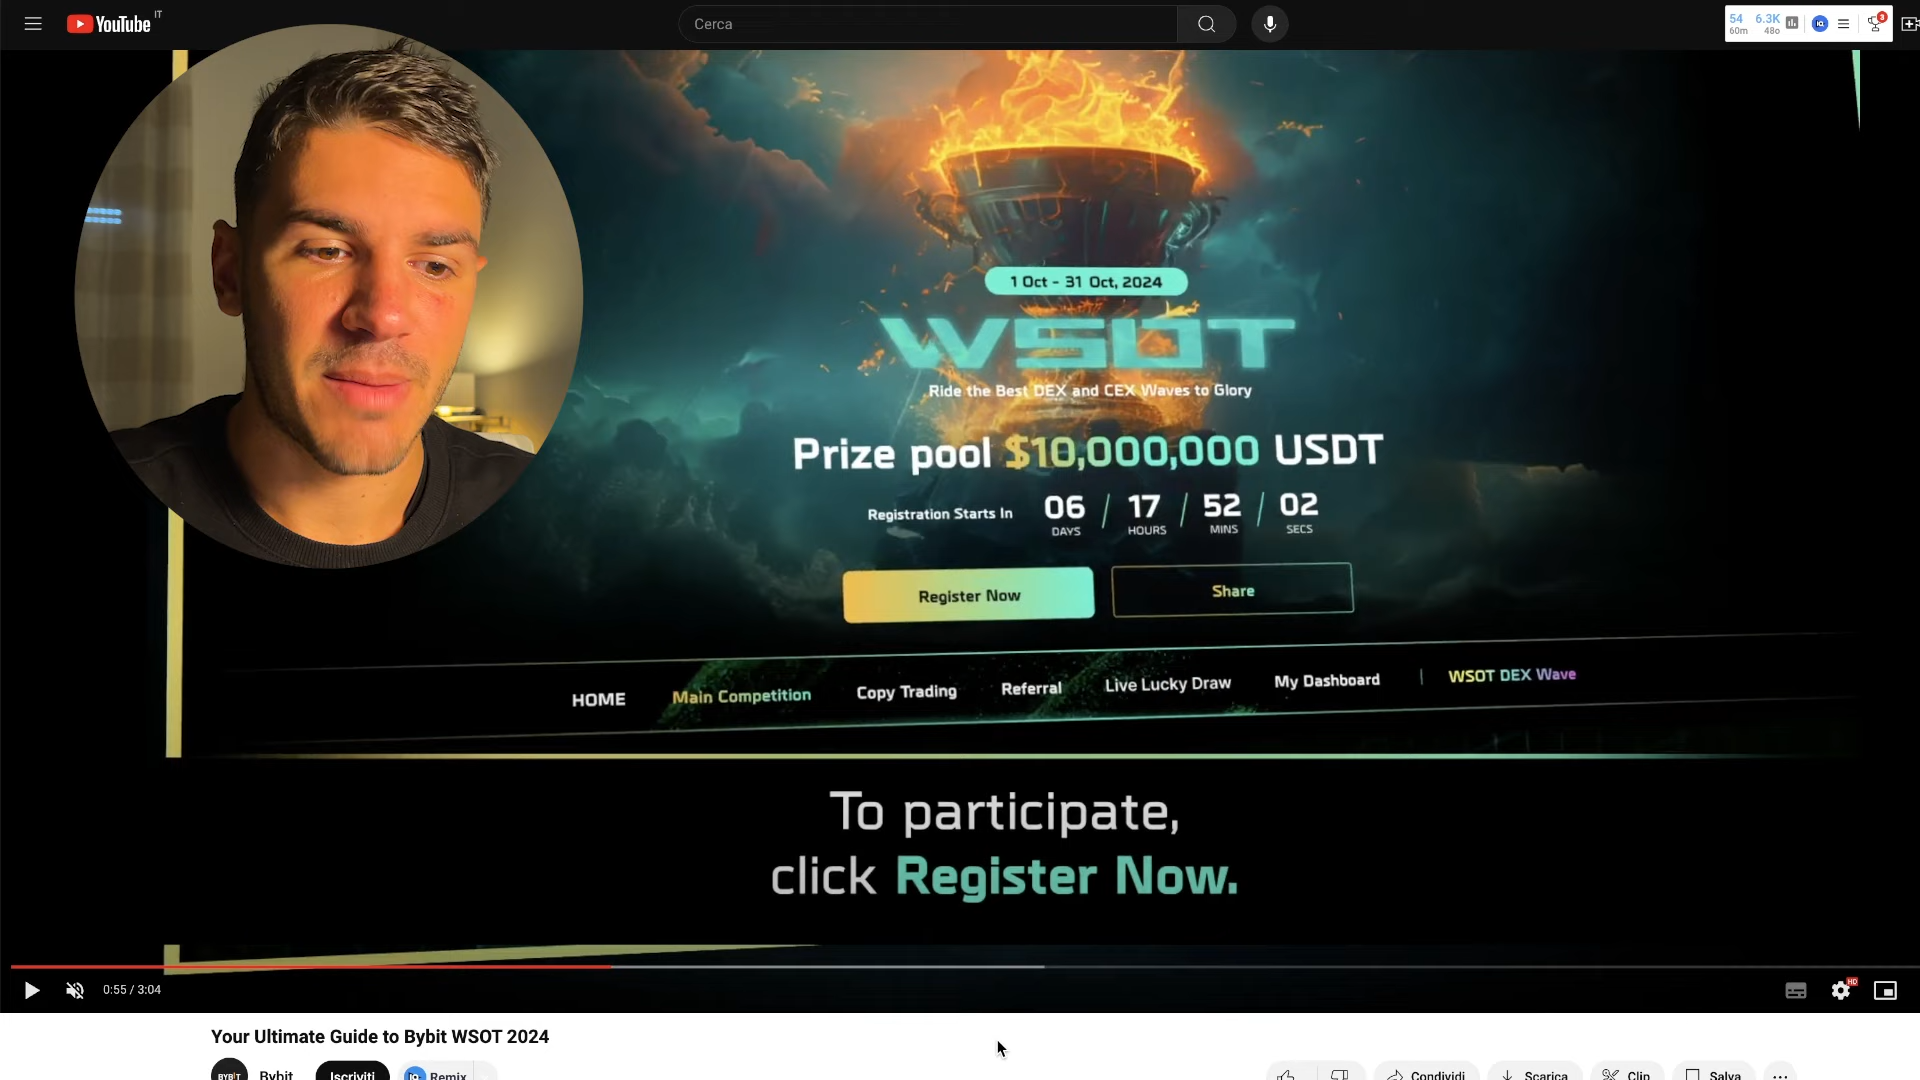 YouTube IT
Cerca
54 6.3K
60m 48o
3
1 Oct - 31 Oct, 2024
WSOT
Ride the Best DEX and CEX Waves to Glory
Prize pool $10,000,000 USDT
Registration Starts In 06 / 17 / 52 / 02
DAYS HOURS MINS SECS
Register Now Share
HOME Main Competition Copy Trading Referral Live Lucky Draw My Dashboard | WSOT DEX Wave
To participate,
click Register Now.
0:55 / 3:04
HD
Your Ultimate Guide to Bybit WSOT 2024
BYBIT Bybit Iscriviti Remix Condividi Scarica Clip Salva